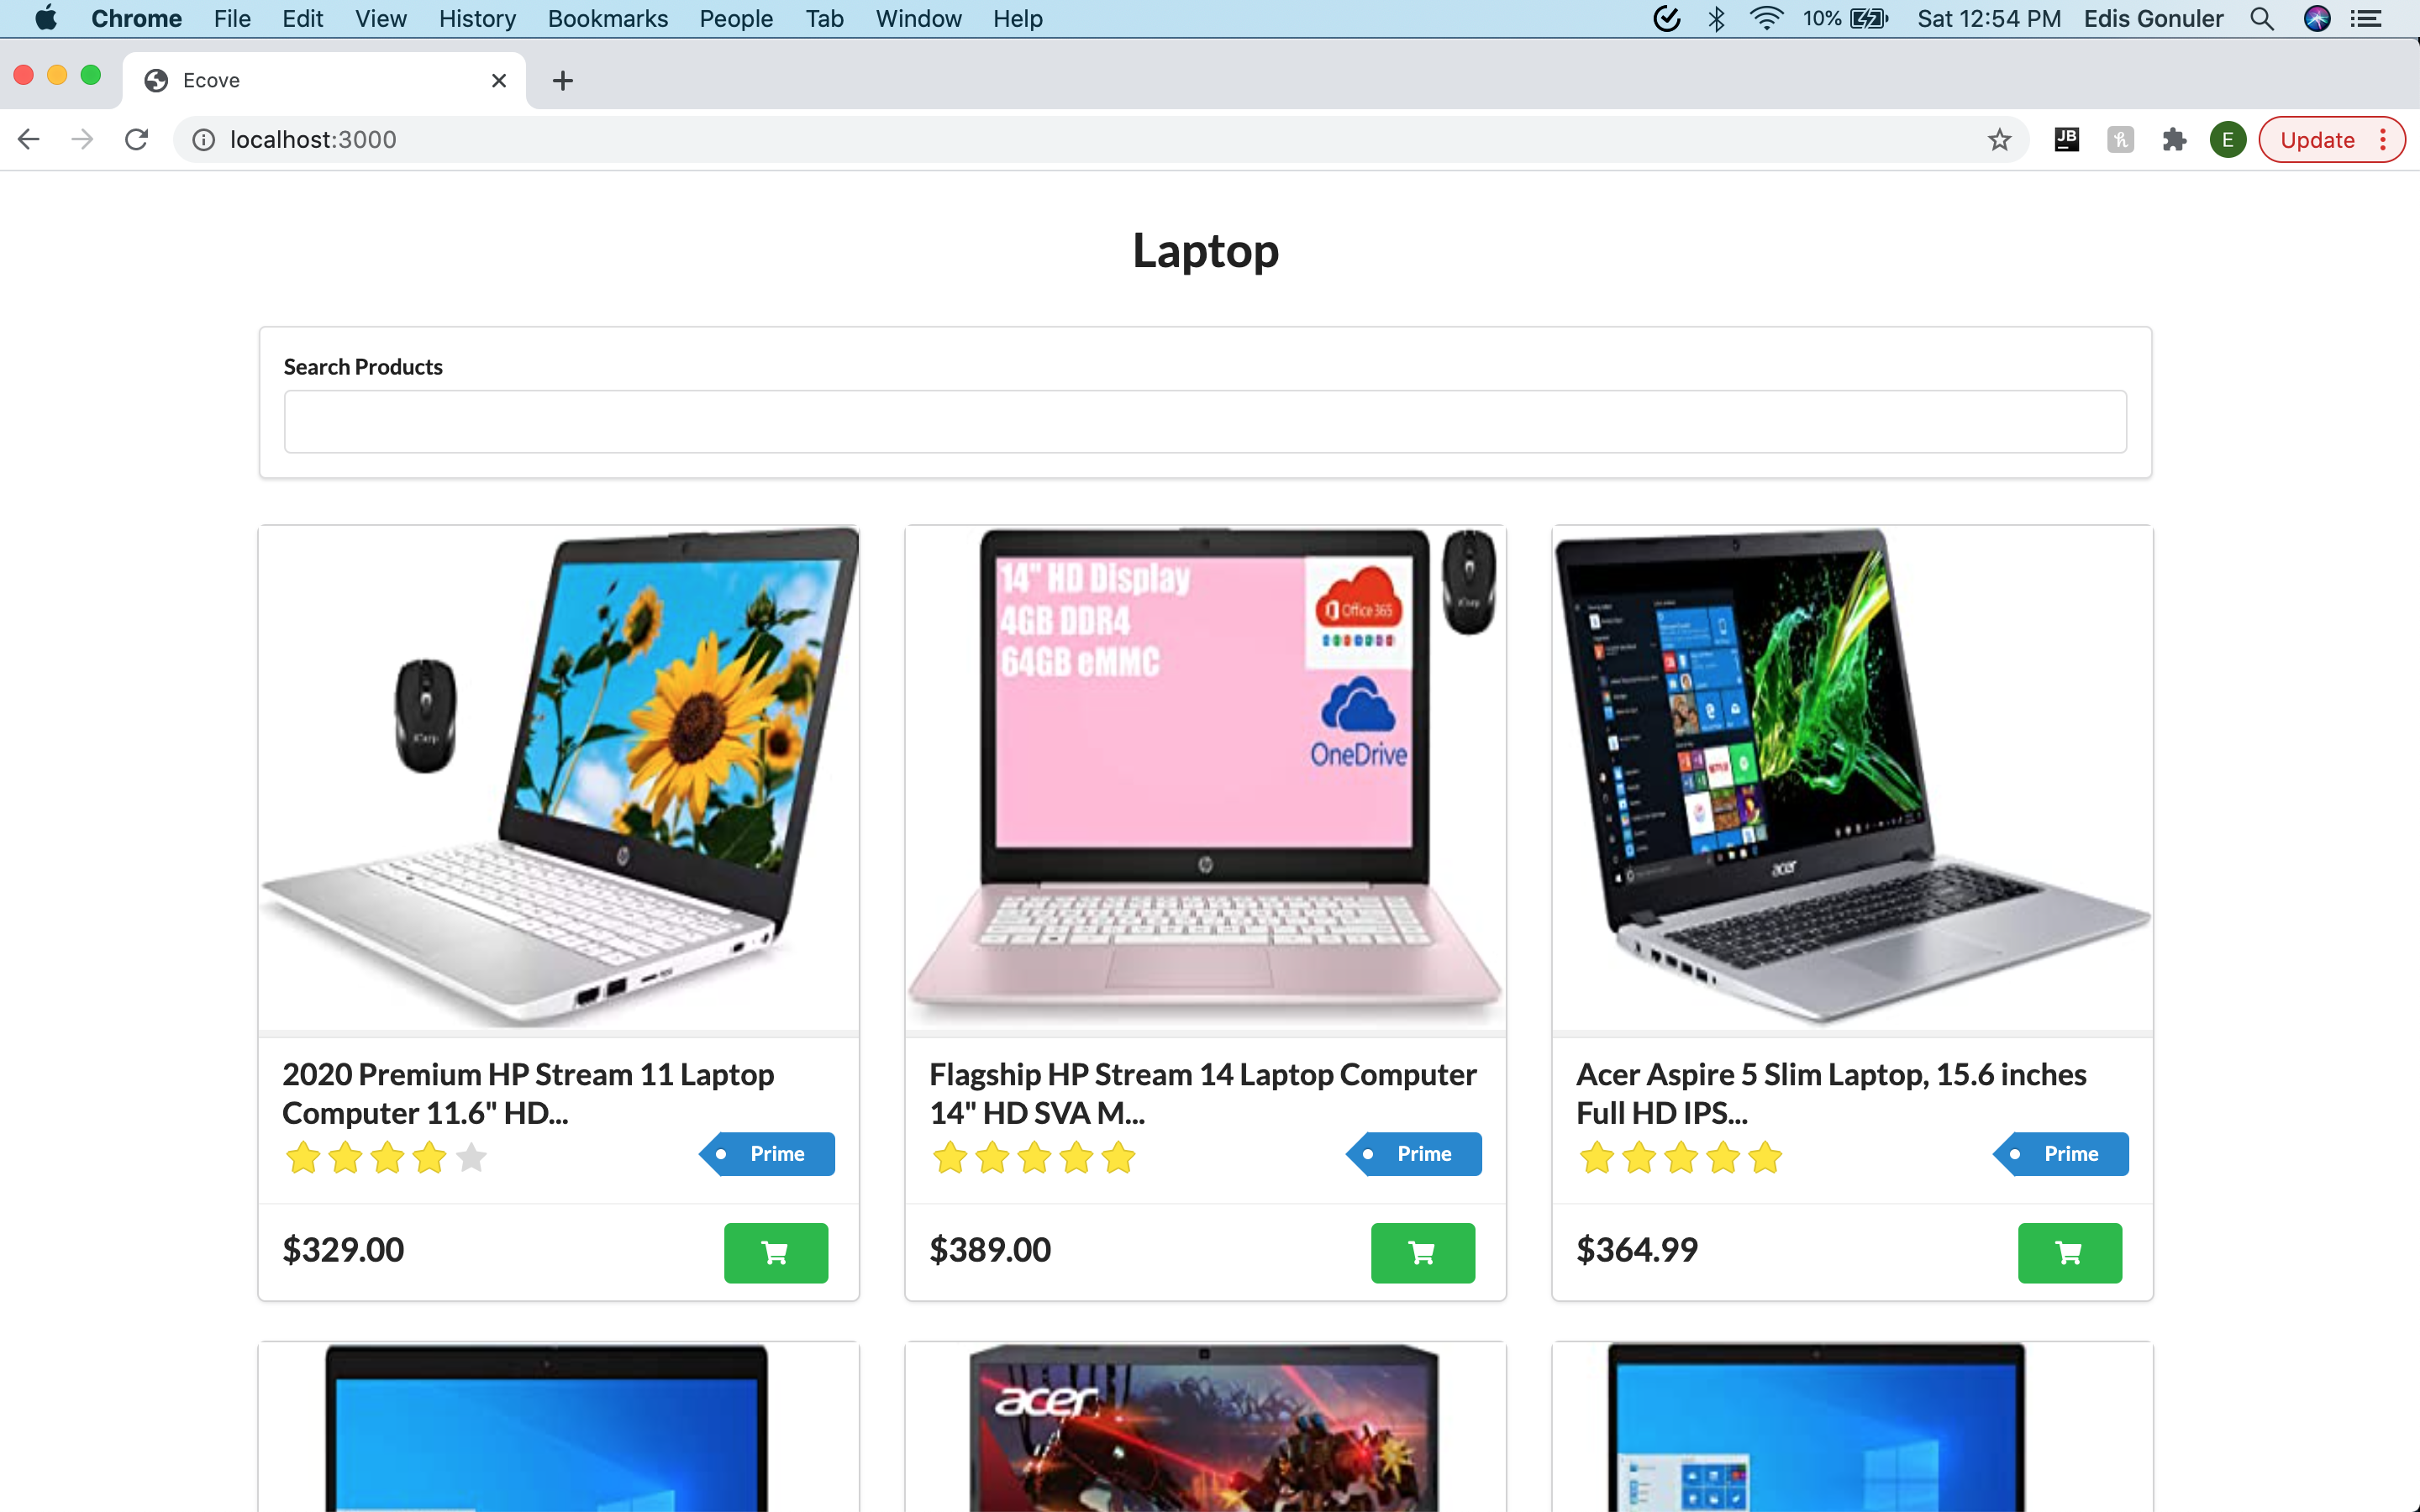 Chrome File Edit View History Bookmarks People Tab Window Help 10% Sat 12:54 PM Edis Gonuler
Ecove
localhost:3000 JB E Update
Laptop
Search Products
14" HD Display
4GB DDR4
64GB eMMC
Office 365
OneDrive
acer
2020 Premium HP Stream 11 Laptop
Computer 11.6" HD...
Prime
$329.00
Flagship HP Stream 14 Laptop Computer
14" HD SVA M...
Prime
$389.00
Acer Aspire 5 Slim Laptop, 15.6 inches
Full HD IPS...
Prime
$364.99
acer